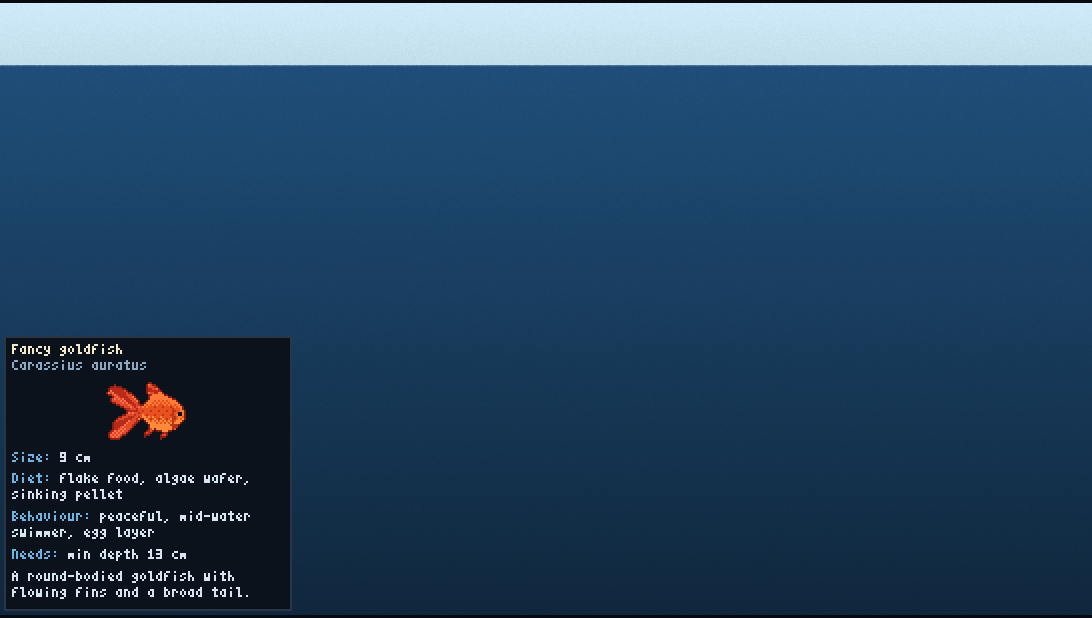 Fancy goldfish
Carassius auratus
Size: 9 cm
Diet: flake food, algae wafer,
sinking pellet
Behaviour: peaceful, mid-water
swimmer, egg layer
Needs: min depth 13 cm
A round-bodied goldfish with
flowing fins and a broad tail.